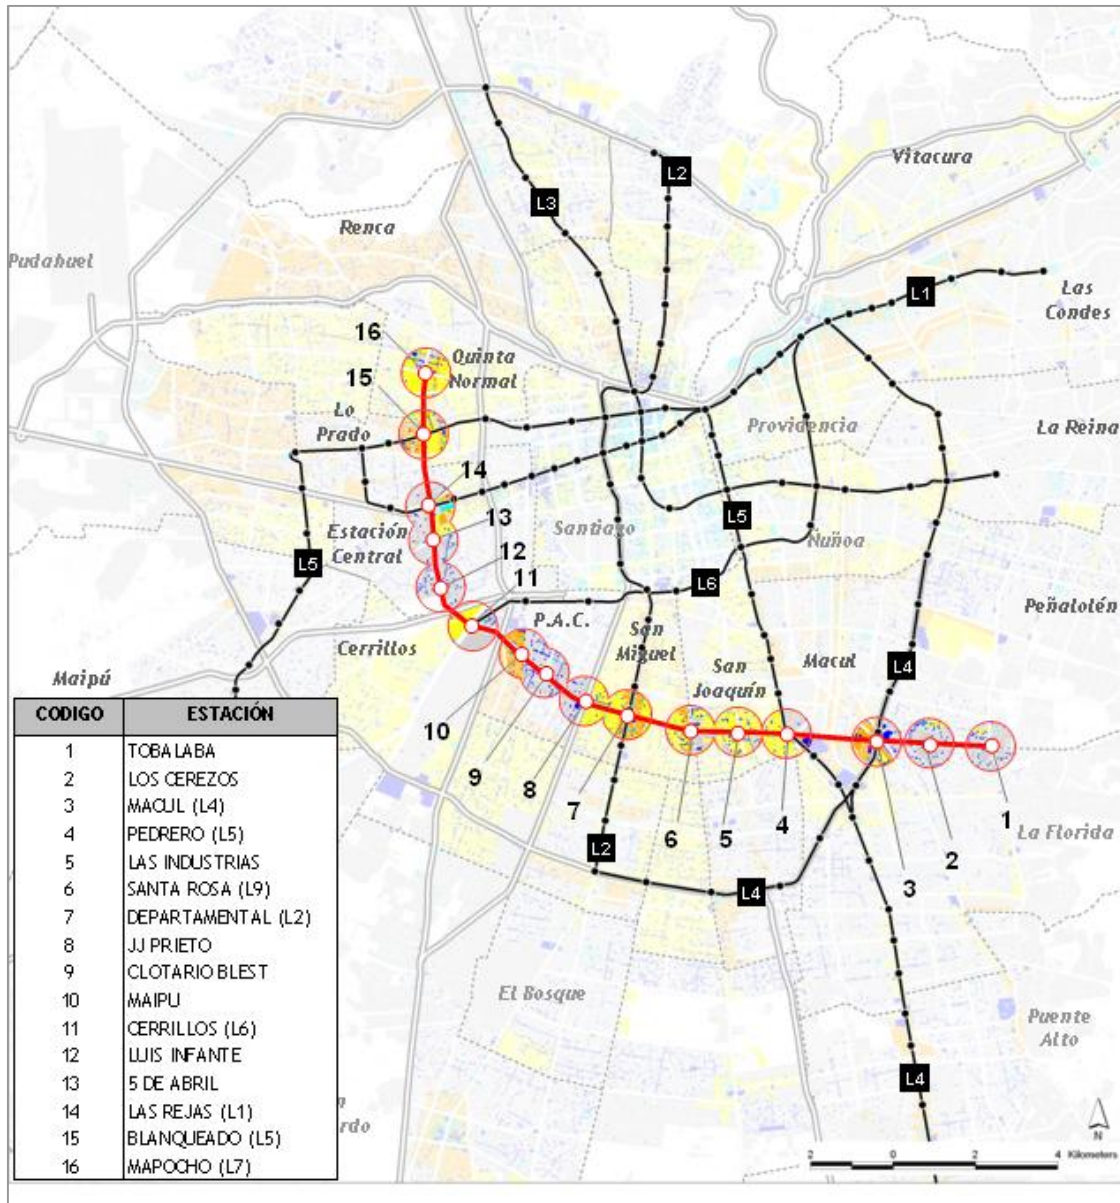 Vitacura
L2
L3
Renca
Pudahuel
L1
Las
Condes
16
Quinta
Normal
15
Lo
Prado
Providencia
La Reina
14
13
Estación
Central
Santiago
L5
Ñuñoa
12
L5
11
L6
P.A.C.
Peñalolén
Cerrillos
San
Miguel
San
Joaquín
Macul
L4
Maipú
10
9
8
7
6
5
4
3
2
1
La Florida
L2
L4
El Bosque
Puente
Alto
L4
rdo
N
2 0 2 4 Kilometers
CODIGO ESTACIÓN
1 TOBALABA
2 LOS CEREZOS
3 MACUL (L4)
4 PEDRERO (L5)
5 LAS INDUSTRIAS
6 SANTA ROSA (L9)
7 DEPARTAMENTAL (L2)
8 JJ PRIETO
9 CLOTARIO BLEST
10 MAIPU
11 CERRILLOS (L6)
12 LUIS INFANTE
13 5 DE ABRIL
14 LAS REJAS (L1)
15 BLANQUEADO (L5)
16 MAPOCHO (L7)